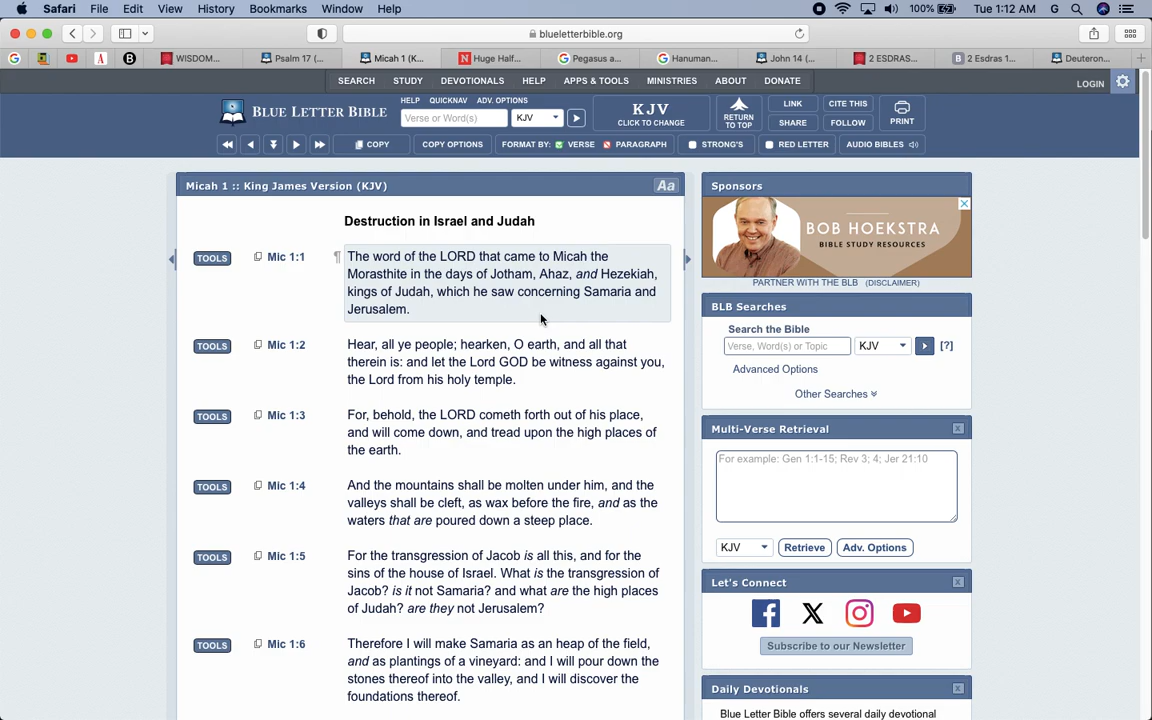 Safari File Edit View History Bookmarks Window Help 100% Tue 1:12 AM G
blueletterbible.org
G A B WISDOM... Psalm 17 (... Micah 1 (K... N Huge Half... G Pegasus a... G Hanuman... John 14 (... 2 ESDRAS... B 2 Esdras 1... Deuteron... +
SEARCH STUDY DEVOTIONALS HELP APPS & TOOLS MINISTRIES ABOUT DONATE LOGIN
BLUE LETTER BIBLE
HELP QUICKNAV ADV. OPTIONS
Verse or Word(s) KJV
KJV
CLICK TO CHANGE
RETURN
TO TOP
LINK CITE THIS
SHARE FOLLOW
PRINT
COPY COPY OPTIONS FORMAT BY: VERSE PARAGRAPH STRONG'S RED LETTER AUDIO BIBLES
Micah 1 :: King James Version (KJV) Aa
Destruction in Israel and Judah
TOOLS Mic 1:1 ¶ The word of the LORD that came to Micah the
Morasthite in the days of Jotham, Ahaz, and Hezekiah,
kings of Judah, which he saw concerning Samaria and
Jerusalem.
TOOLS Mic 1:2 Hear, all ye people; hearken, O earth, and all that
therein is: and let the Lord GOD be witness against you,
the Lord from his holy temple.
TOOLS Mic 1:3 For, behold, the LORD cometh forth out of his place,
and will come down, and tread upon the high places of
the earth.
TOOLS Mic 1:4 And the mountains shall be molten under him, and the
valleys shall be cleft, as wax before the fire, and as the
waters that are poured down a steep place.
TOOLS Mic 1:5 For the transgression of Jacob is all this, and for the
sins of the house of Israel. What is the transgression of
Jacob? is it not Samaria? and what are the high places
of Judah? are they not Jerusalem?
TOOLS Mic 1:6 Therefore I will make Samaria as an heap of the field,
and as plantings of a vineyard: and I will pour down the
stones thereof into the valley, and I will discover the
foundations thereof.
Sponsors
BOB HOEKSTRA
BIBLE STUDY RESOURCES
PARTNER WITH THE BLB (DISCLAIMER)
BLB Searches
Search the Bible
Verse, Word(s) or Topic KJV [?]
Advanced Options
Other Searches
Multi-Verse Retrieval X
For example: Gen 1:1-15; Rev 3; 4; Jer 21:10
KJV Retrieve Adv. Options
Let's Connect X
Subscribe to our Newsletter
Daily Devotionals X
Blue Letter Bible offers several daily devotional